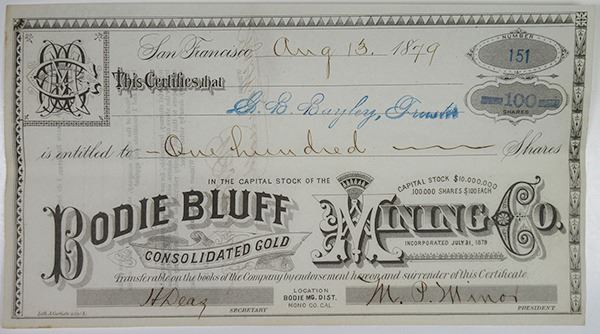 San Francisco Aug 13, 1879
NUMBER
151
This Certifies that
100
SHARES
G. L. Bayley, Trustee
is entitled to One hundred Shares
IN THE CAPITAL STOCK OF THE
CAPITAL STOCK $10,000,000
100,000 SHARES $100 EACH
BODIE BLUFF
CONSOLIDATED GOLD
MINING CO.
INCORPORATED JULY 31, 1878
Transferable on the books of the Company by endorsement hereon and surrender of this Certificate
LOCATION
BODIE MG. DIST.
MONO CO. CAL.
H Deas
SECRETARY
M. P. Minor
PRESIDENT